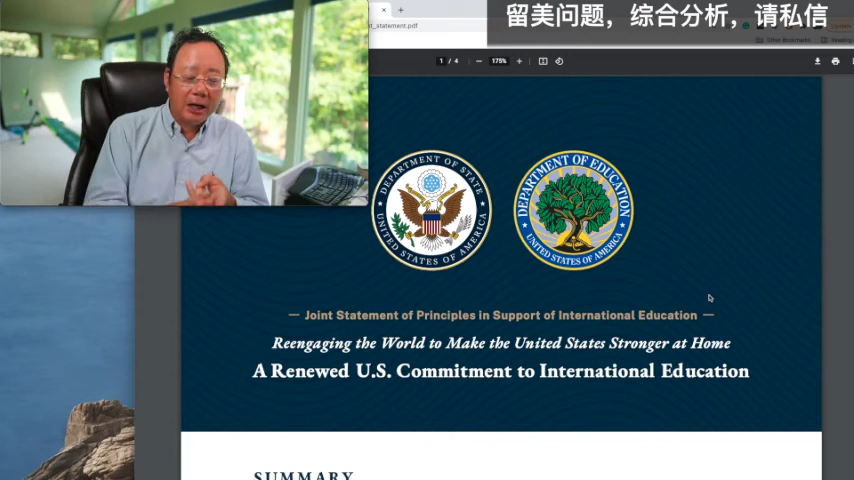 留美问题，综合分析，请私信
st_statement.pdf
1 / 4
175%
DEPARTMENT OF STATE
UNITED STATES OF AMERICA
DEPARTMENT OF EDUCATION
UNITED STATES OF AMERICA
— Joint Statement of Principles in Support of International Education —
Reengaging the World to Make the United States Stronger at Home
A Renewed U.S. Commitment to International Education
SUMMARY